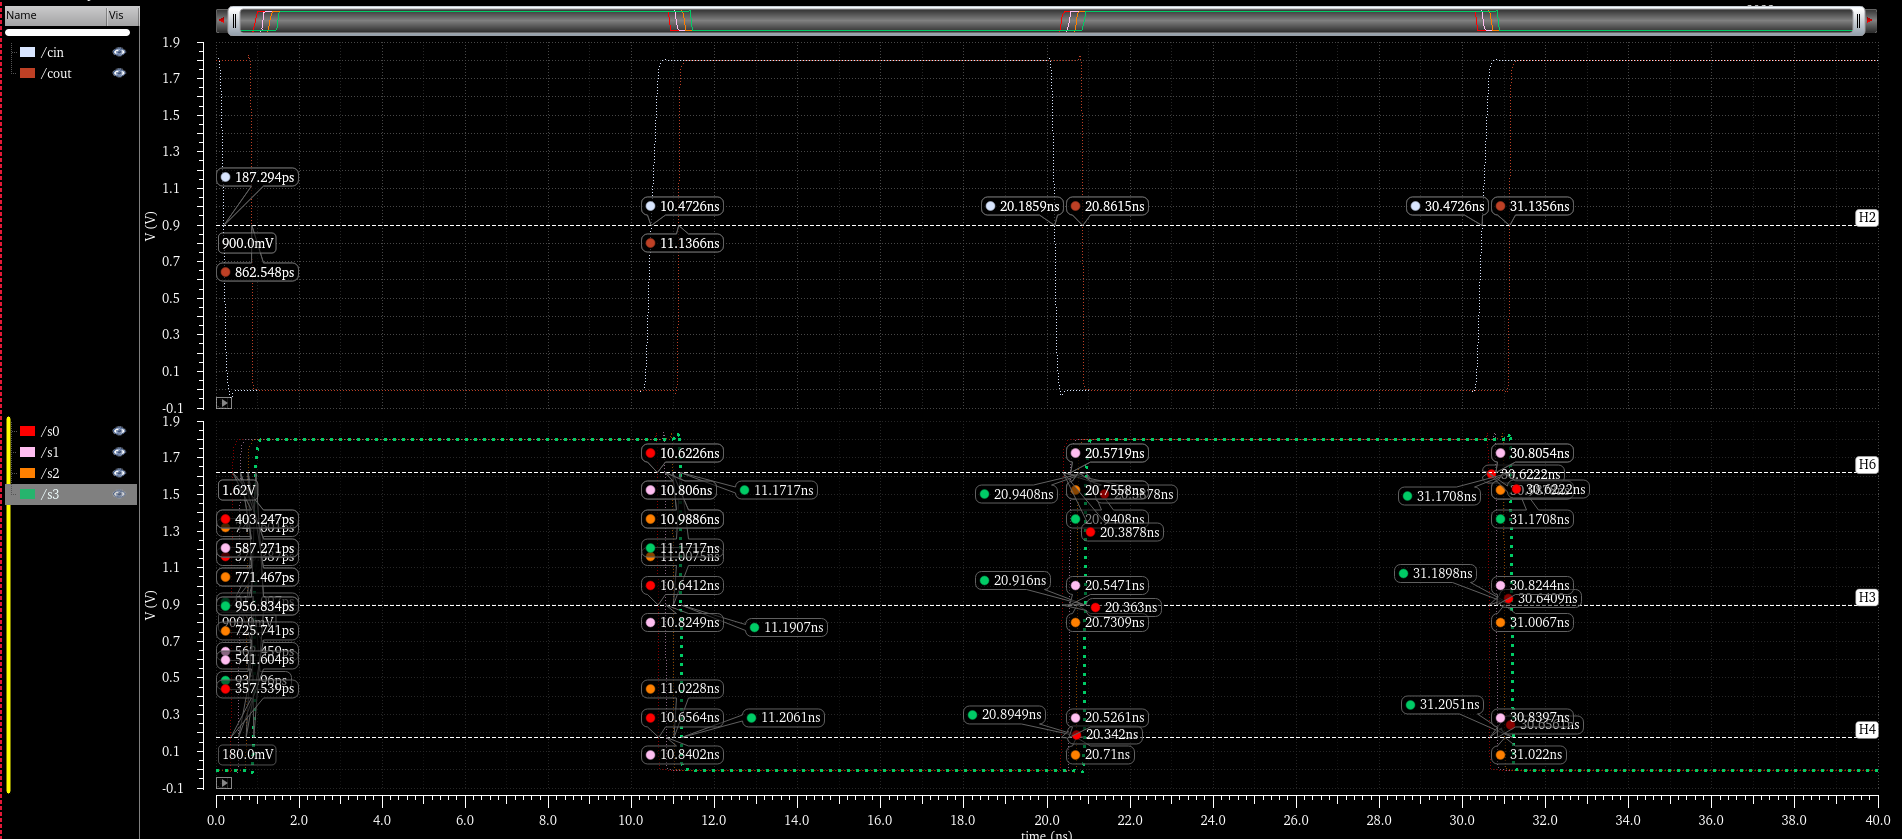 Name Vis
/cin
/cout
1.9
1.7
1.5
1.3
1.1
0.9
0.7
0.5
0.3
0.1
-0.1
V (V)
187.294ps
900.0mV
862.548ps
10.4726ns
11.1366ns
20.1859ns
20.8615ns
30.4726ns
31.1356ns
H2
/s0
/s1
/s2
/s3
1.9
1.7
1.5
1.3
1.1
0.9
0.7
0.5
0.3
0.1
-0.1
V (V)
1.62V
403.247ps
587.271ps
771.467ps
956.834ps
725.741ps
541.604ps
357.539ps
180.0mV
10.6226ns
10.806ns
11.1717ns
10.9886ns
11.1717ns
10.6412ns
10.8249ns
11.1907ns
11.0228ns
10.6564ns
11.2061ns
10.8402ns
20.5719ns
20.9408ns
20.7558ns
20.9408ns
20.3878ns
20.916ns
20.5471ns
20.363ns
20.7309ns
20.8949ns
20.5261ns
20.342ns
20.71ns
30.8054ns
30.6222ns
30.6222ns
31.1708ns
31.1708ns
31.1898ns
30.8244ns
30.6409ns
31.0067ns
31.2051ns
30.8397ns
31.022ns
H6
H3
H4
0.0 2.0 4.0 6.0 8.0 10.0 12.0 14.0 16.0 18.0 20.0 22.0 24.0 26.0 28.0 30.0 32.0 34.0 36.0 38.0 40.0
time (ns)